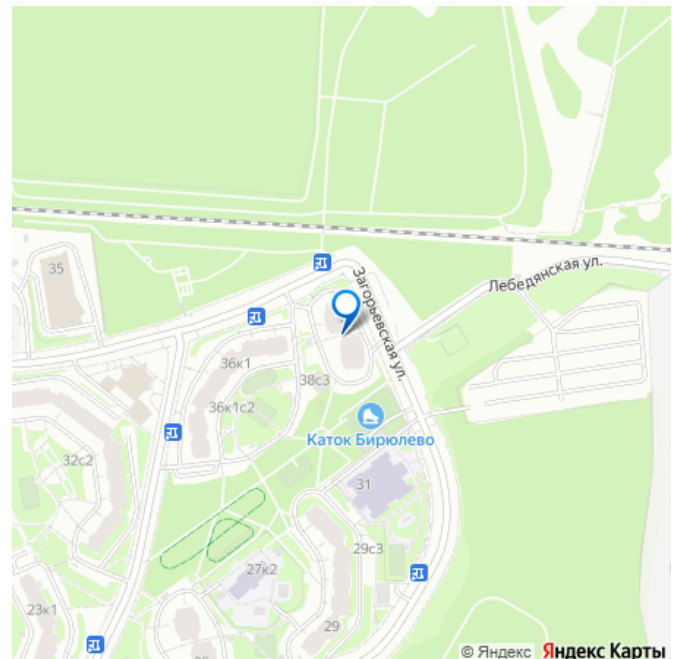 35
Загорьевская ул.
Лебедянская ул.
36к1
38с3
36к1с2
Каток Бирюлево
32с2
31
29с3
27к2
23к1
29
© Яндекс Яндекс Карты